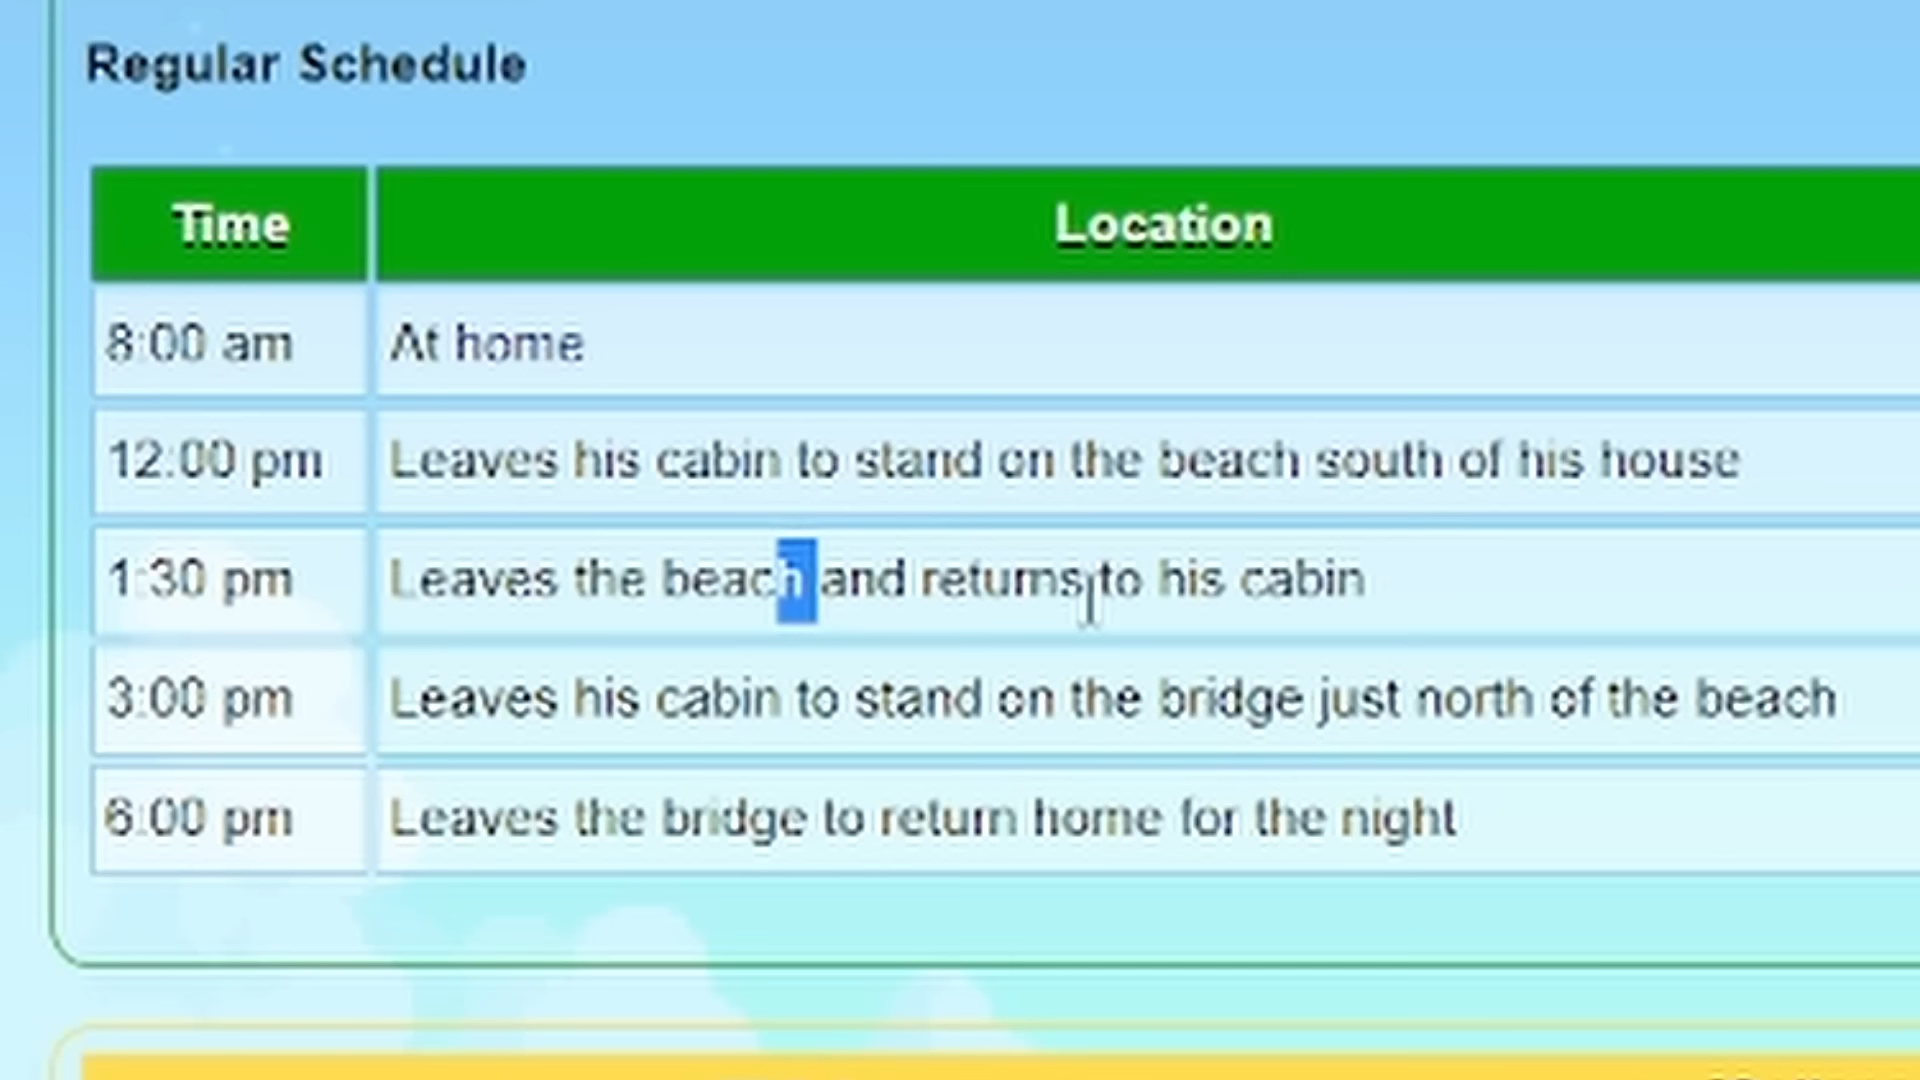 Regular Schedule
Time Location
8:00 am At home
12:00 pm Leaves his cabin to stand on the beach south of his house
1:30 pm Leaves the beach and returns to his cabin
3:00 pm Leaves his cabin to stand on the bridge just north of the beach
6:00 pm Leaves the bridge to return home for the night